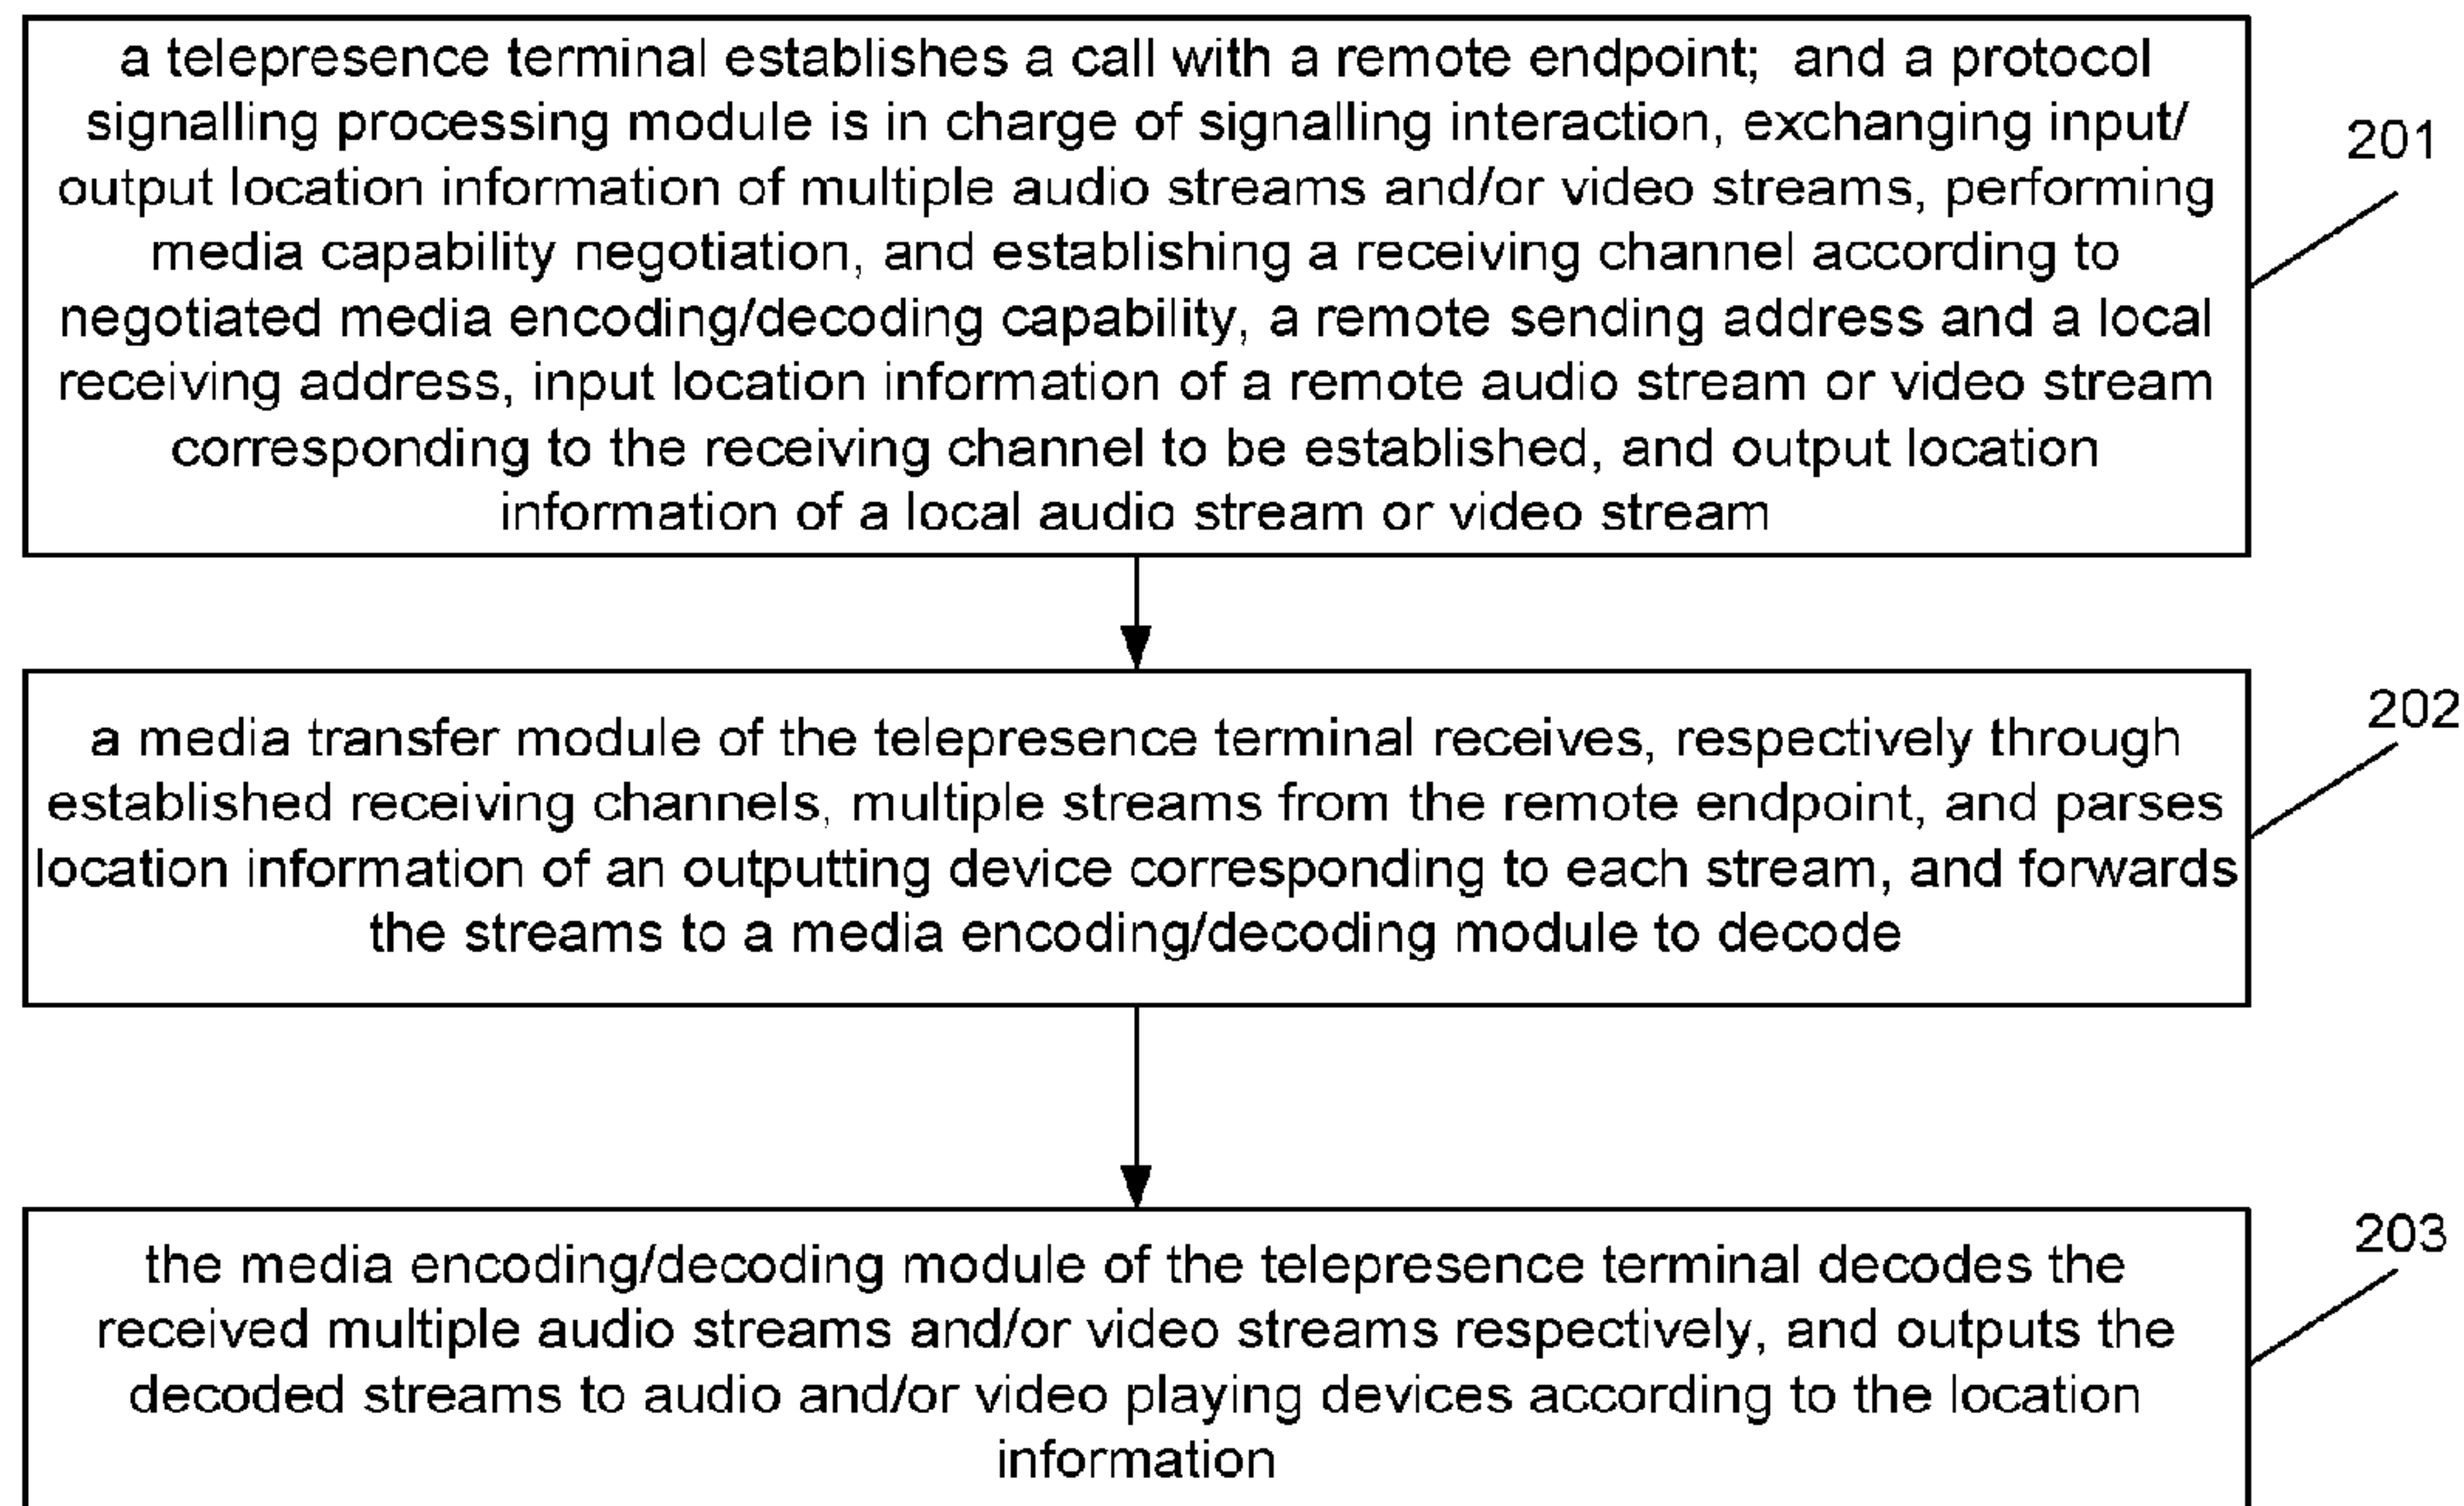 a telepresence terminal establishes a call with a remote endpoint; and a protocol
signalling processing module is in charge of signalling interaction, exchanging input/
output location information of multiple audio streams and/or video streams, performing
media capability negotiation, and establishing a receiving channel according to
negotiated media encoding/decoding capability, a remote sending address and a local
receiving address, input location information of a remote audio stream or video stream
corresponding to the receiving channel to be established, and output location
information of a local audio stream or video stream
201
a media transfer module of the telepresence terminal receives, respectively through
established receiving channels, multiple streams from the remote endpoint, and parses
location information of an outputting device corresponding to each stream, and forwards
the streams to a media encoding/decoding module to decode
202
the media encoding/decoding module of the telepresence terminal decodes the
received multiple audio streams and/or video streams respectively, and outputs the
decoded streams to audio and/or video playing devices according to the location
information
203